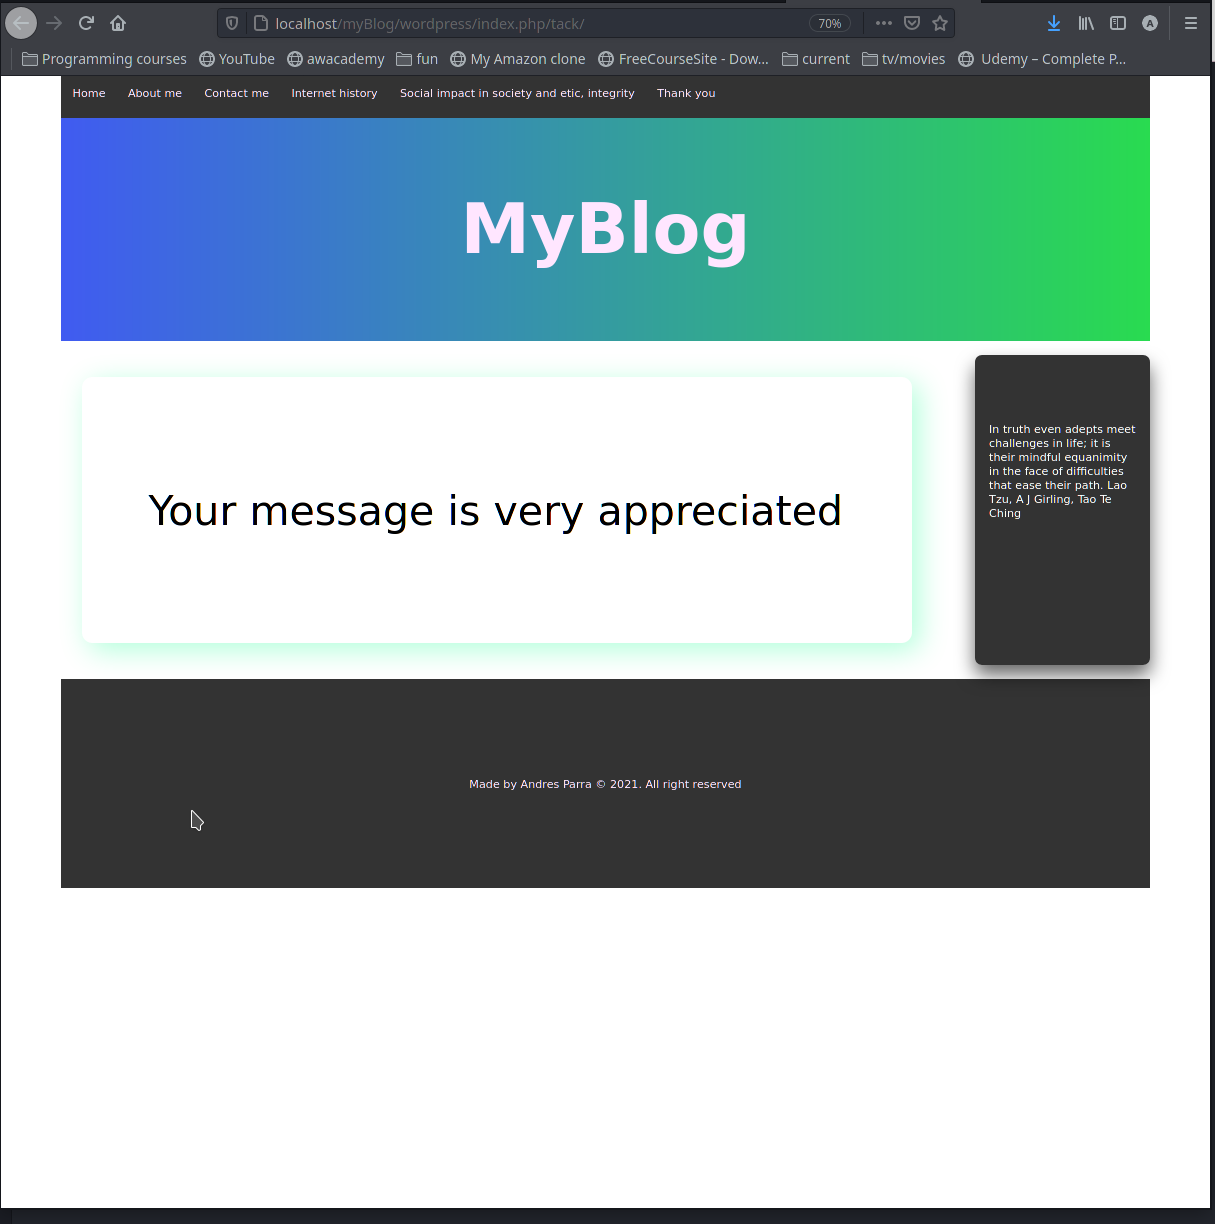 localhost/myBlog/wordpress/index.php/tack/ 70%
Programming courses YouTube awacademy fun My Amazon clone FreeCourseSite - Dow... current tv/movies Udemy – Complete P...
Home About me Contact me Internet history Social impact in society and etic, integrity Thank you
MyBlog
Your message is very appreciated
In truth even adepts meet
challenges in life; it is
their mindful equanimity
in the face of difficulties
that ease their path. Lao
Tzu, A J Girling, Tao Te
Ching
Made by Andres Parra © 2021. All right reserved